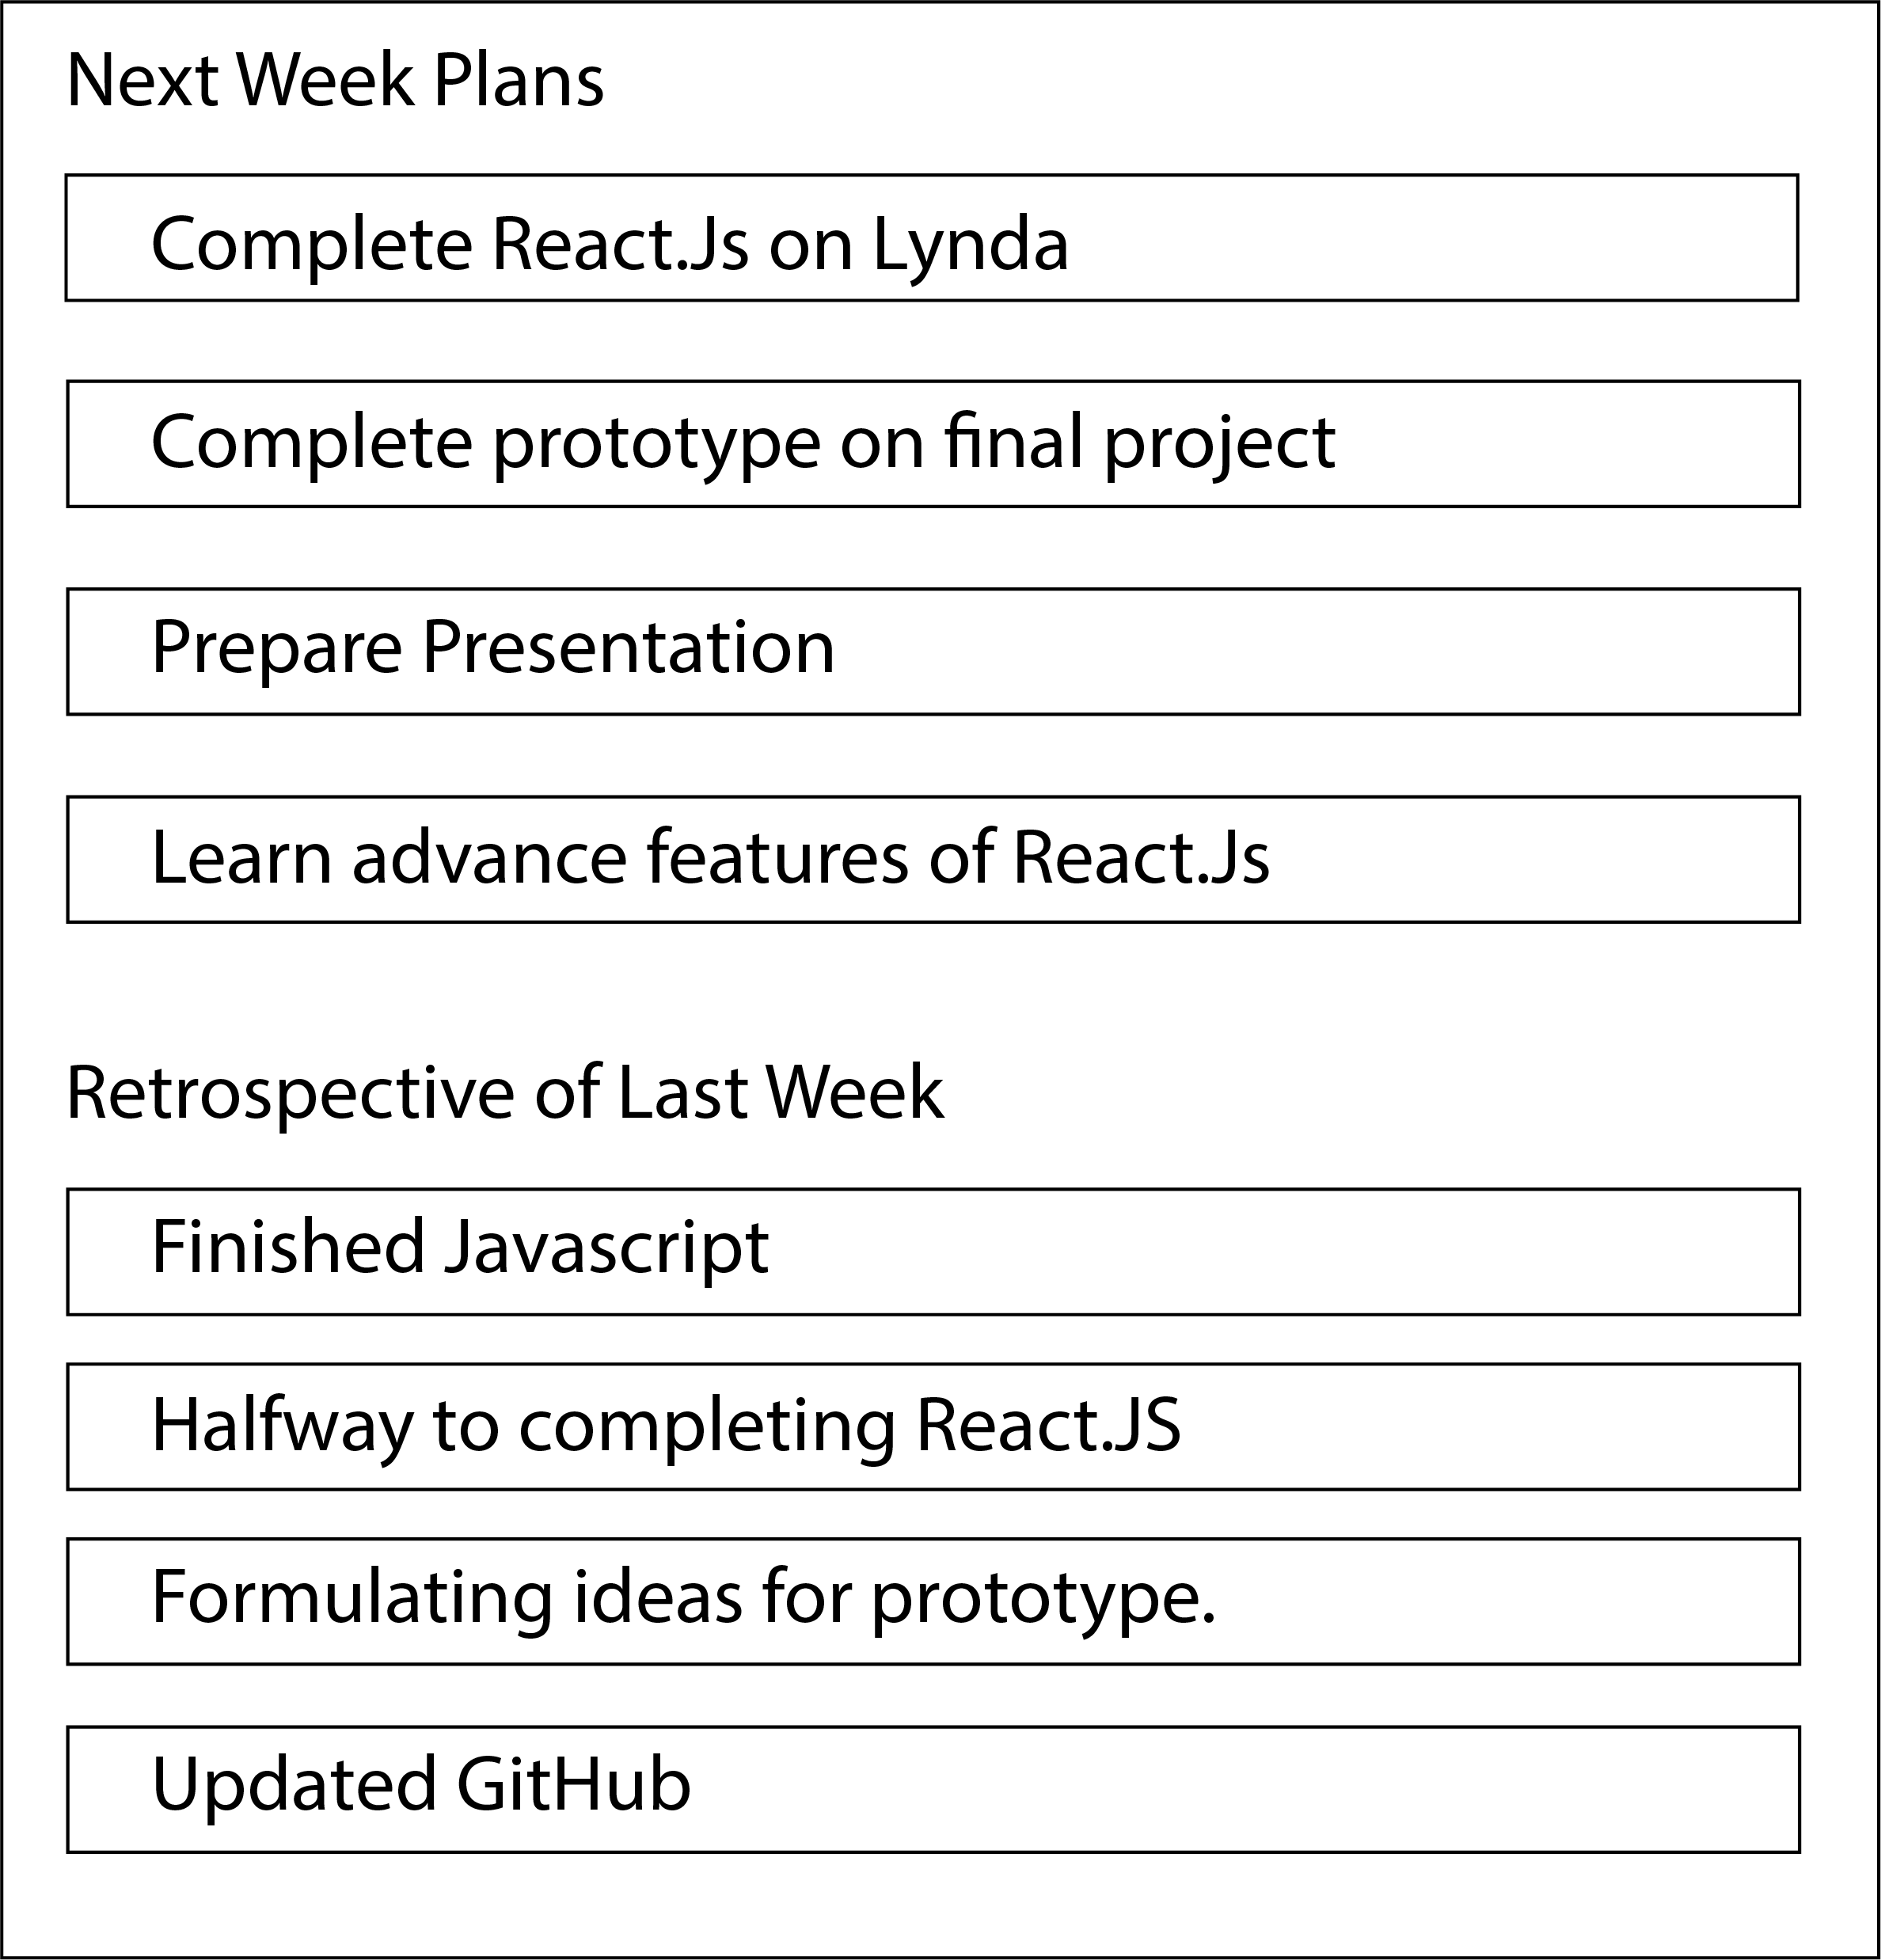 Next Week Plans
Complete React.Js on Lynda
Complete prototype on final project
Prepare Presentation
Learn advance features of React.Js
Retrospective of Last Week
Finished Javascript
Halfway to completing React.JS
Formulating ideas for prototype.
Updated GitHub